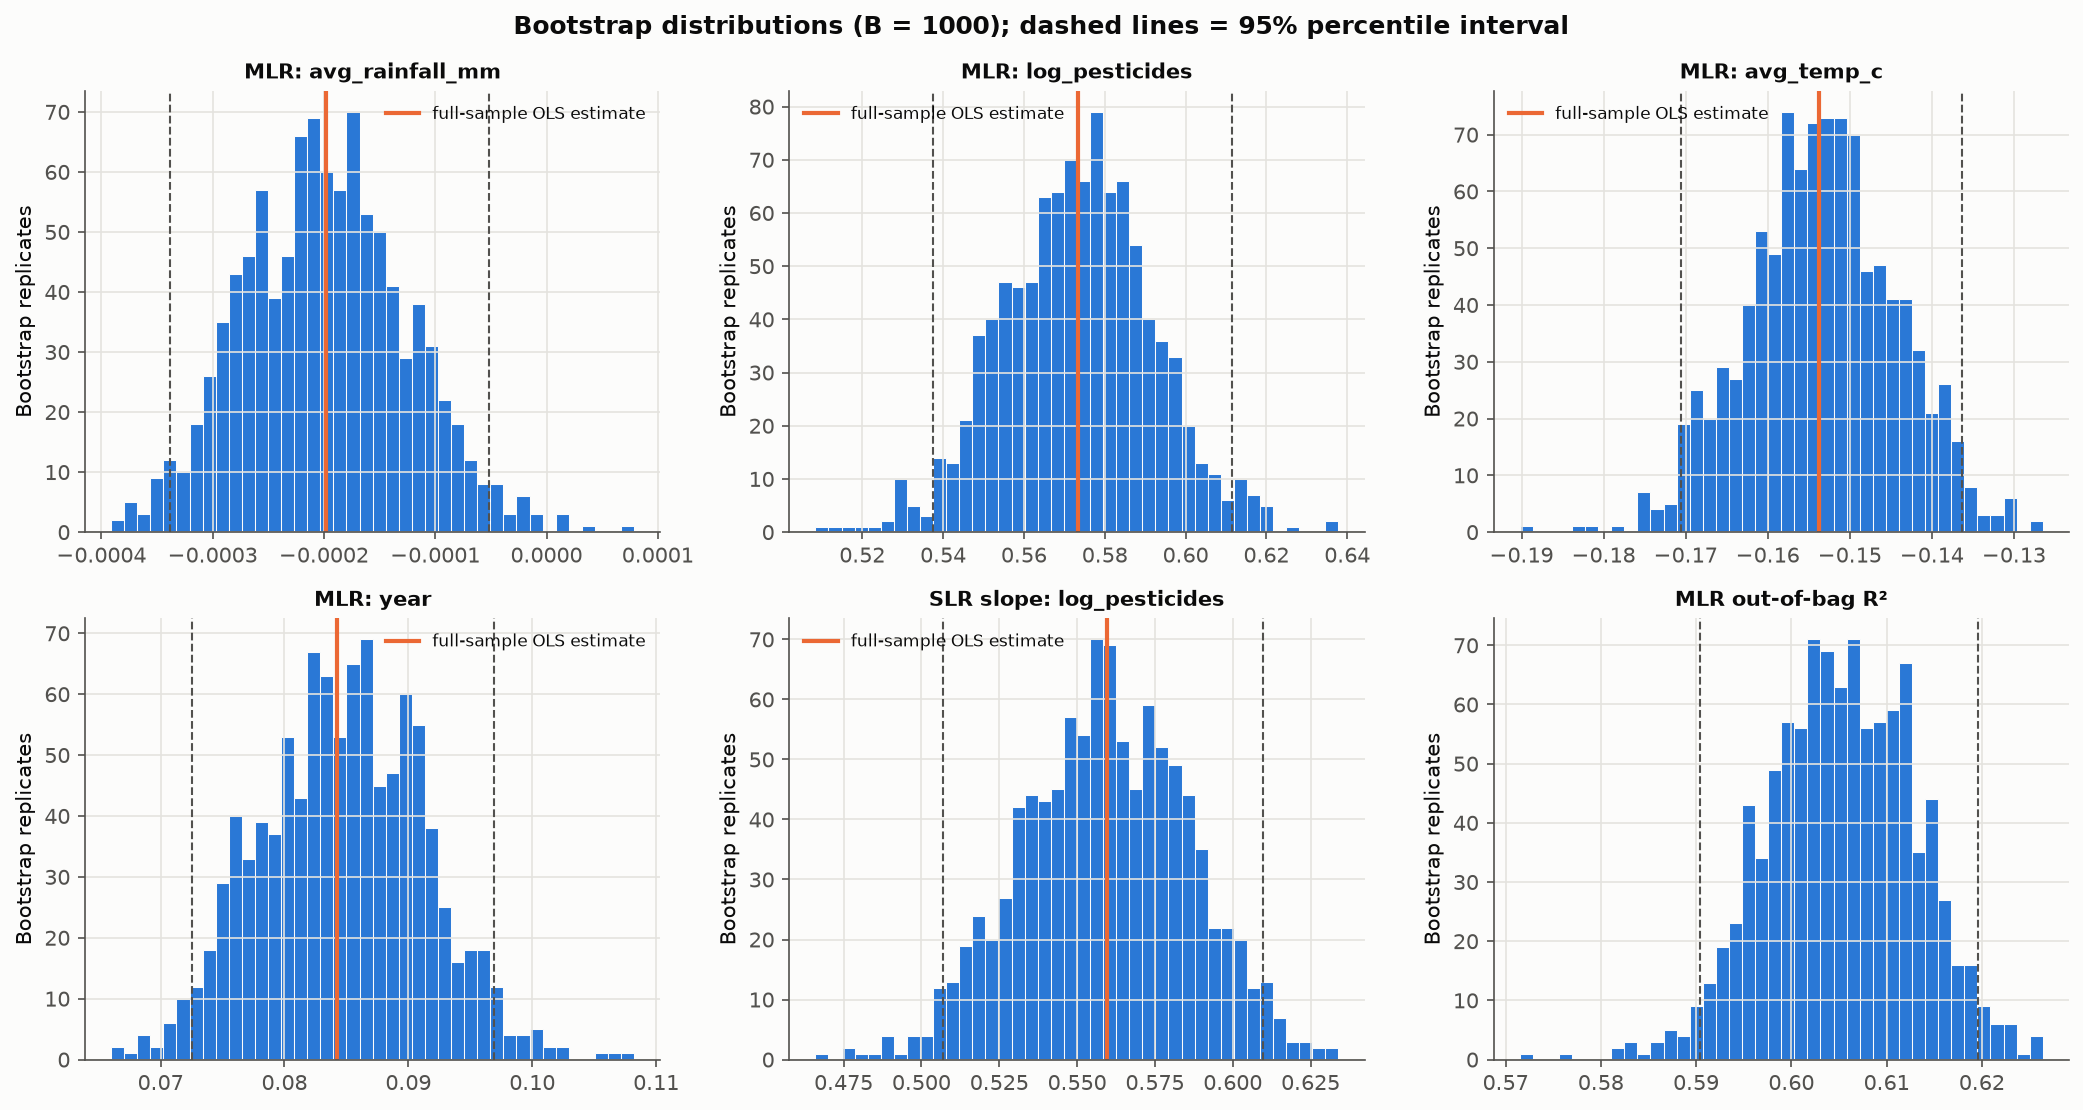 Bootstrap distributions (B = 1000); dashed lines = 95% percentile interval
MLR: avg_rainfall_mm
Bootstrap replicates
70
60
50
40
30
20
10
0
full-sample OLS estimate
−0.0004 −0.0003 −0.0002 −0.0001 0.0000 0.0001
MLR: log_pesticides
Bootstrap replicates
80
70
60
50
40
30
20
10
0
full-sample OLS estimate
0.52 0.54 0.56 0.58 0.60 0.62 0.64
MLR: avg_temp_c
Bootstrap replicates
70
60
50
40
30
20
10
0
full-sample OLS estimate
−0.19 −0.18 −0.17 −0.16 −0.15 −0.14 −0.13
MLR: year
Bootstrap replicates
70
60
50
40
30
20
10
0
full-sample OLS estimate
0.07 0.08 0.09 0.10 0.11
SLR slope: log_pesticides
Bootstrap replicates
70
60
50
40
30
20
10
0
full-sample OLS estimate
0.475 0.500 0.525 0.550 0.575 0.600 0.625
MLR out-of-bag R²
Bootstrap replicates
70
60
50
40
30
20
10
0
0.57 0.58 0.59 0.60 0.61 0.62